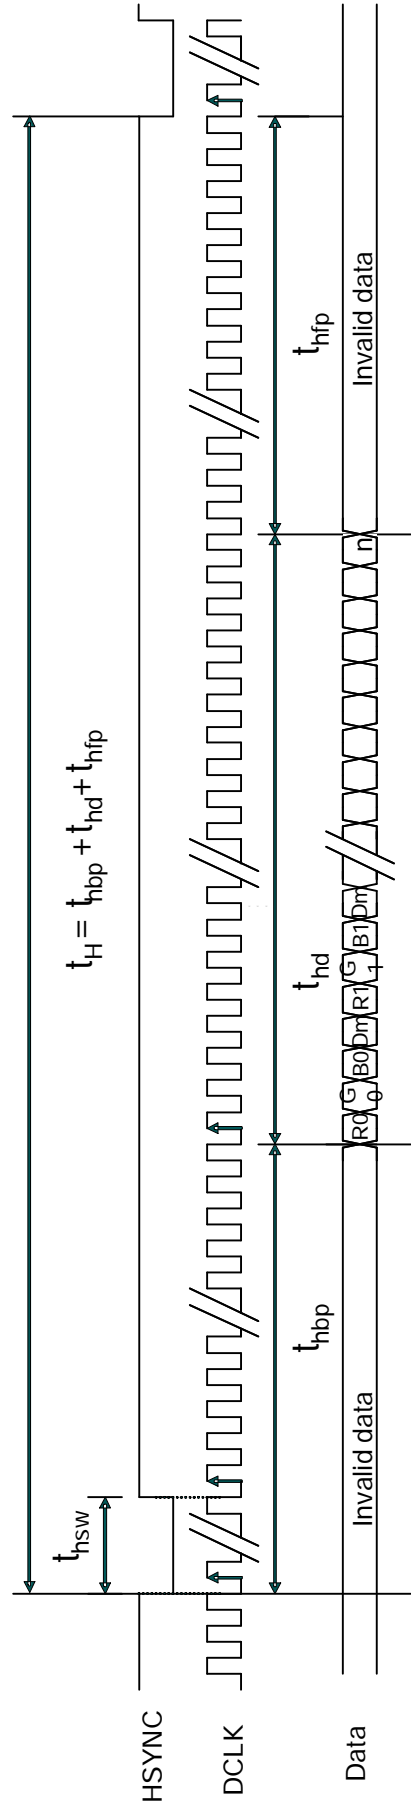 t_H = t_hbp + t_hd + t_hfp
t_hsw
HSYNC
DCLK
t_hbp
t_hd
t_hfp
Data
Invalid data
R0 G0 B0 Dm R1 G1 B1 Dm
n
Invalid data